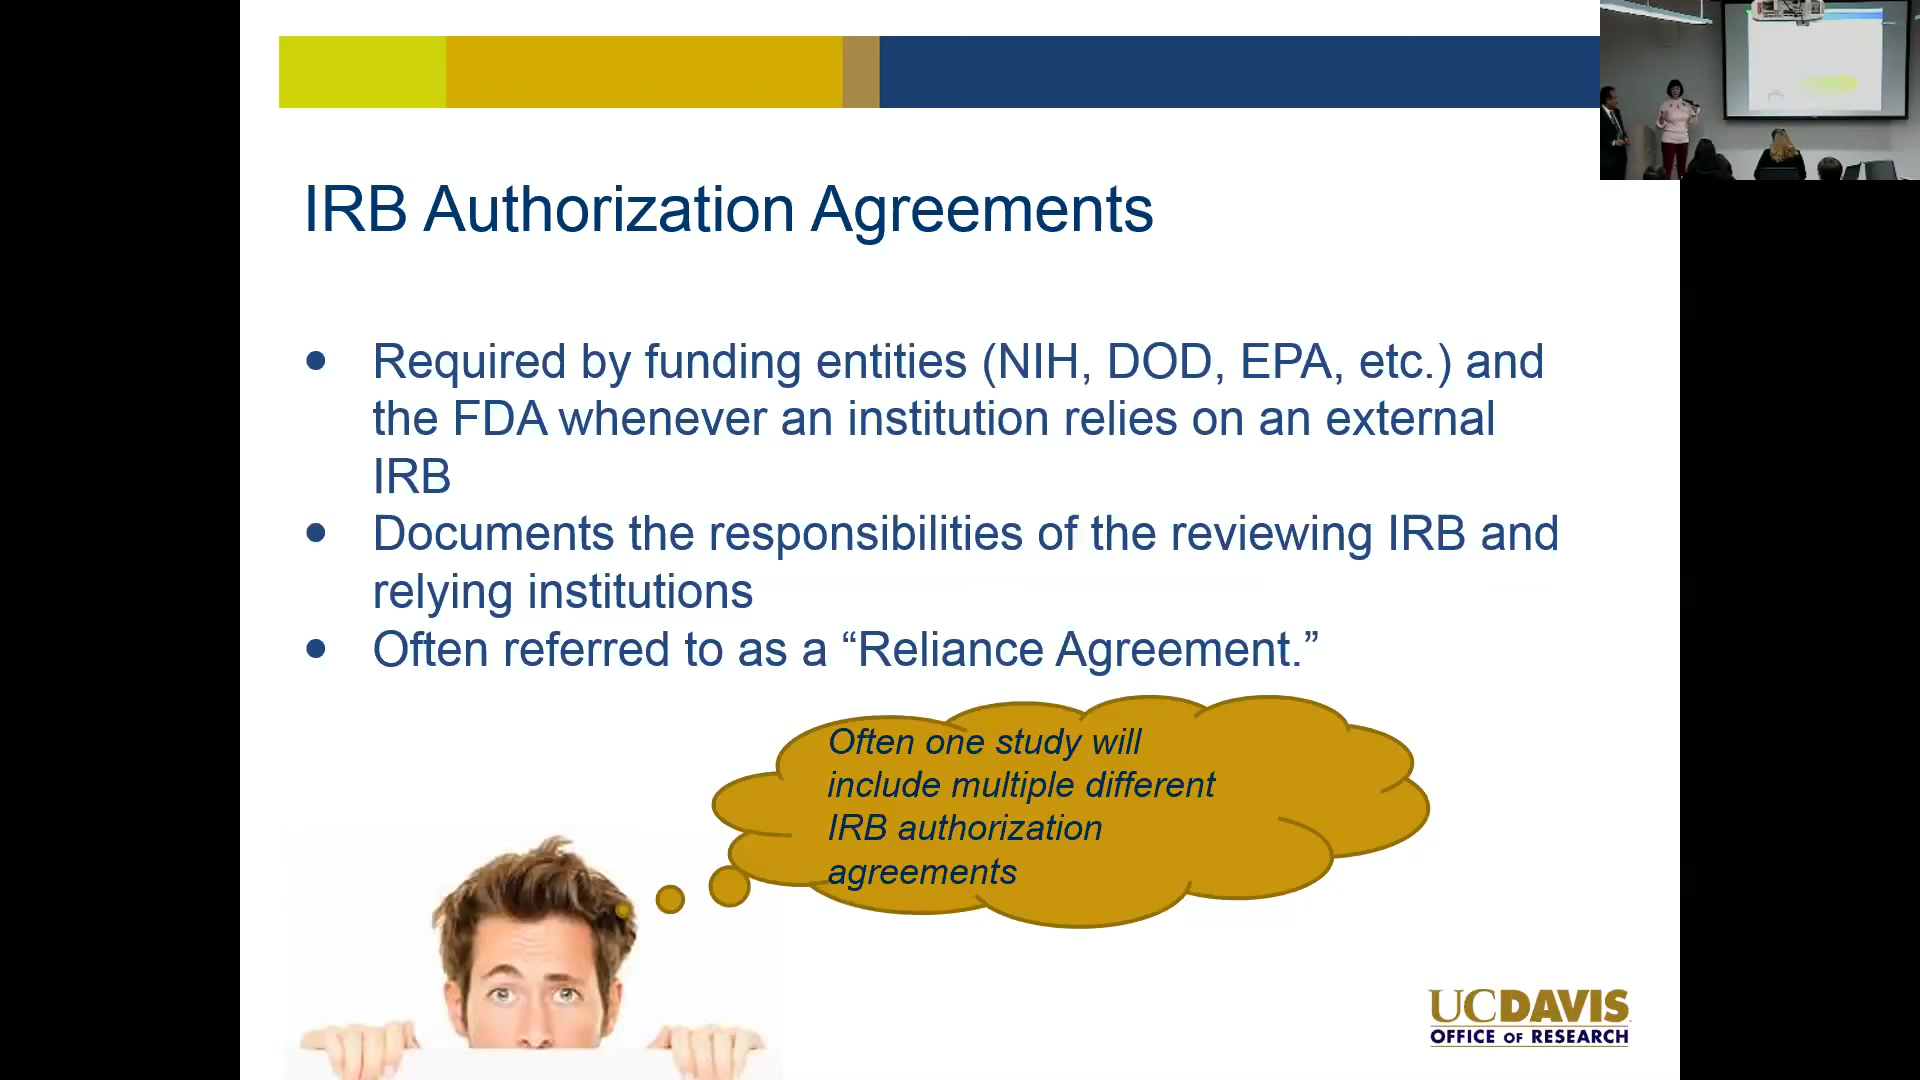 IRB Authorization Agreements
● Required by funding entities (NIH, DOD, EPA, etc.) and
the FDA whenever an institution relies on an external
IRB
● Documents the responsibilities of the reviewing IRB and
relying institutions
● Often referred to as a “Reliance Agreement.”
Often one study will
include multiple different
IRB authorization
agreements
UCDAVIS
OFFICE OF RESEARCH